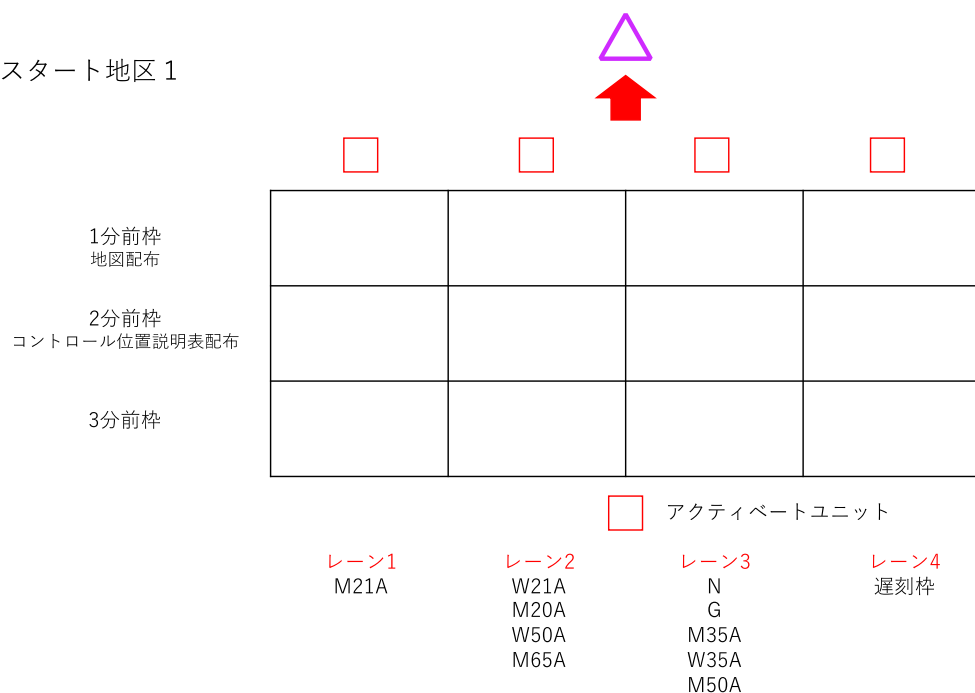 スタート地区1
1分前枠
地図配布
2分前枠
コントロール位置説明表配布
3分前枠
アクティベートユニット
レーン1
M21A
レーン2
W21A
M20A
W50A
M65A
レーン3
N
G
M35A
W35A
M50A
レーン4
遅刻枠